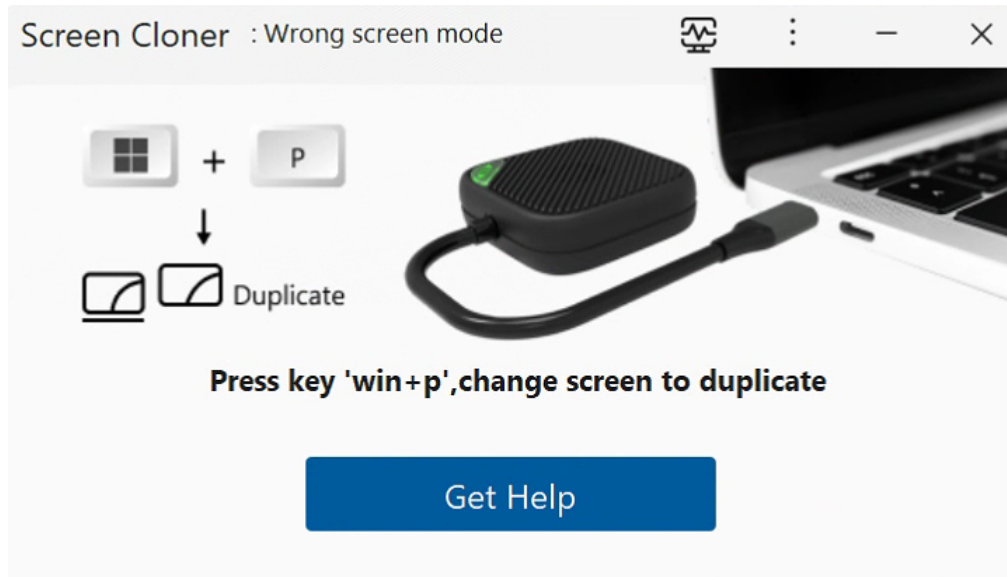 Screen Cloner : Wrong screen mode
+ P
Duplicate
Press key 'win+p',change screen to duplicate
Get Help